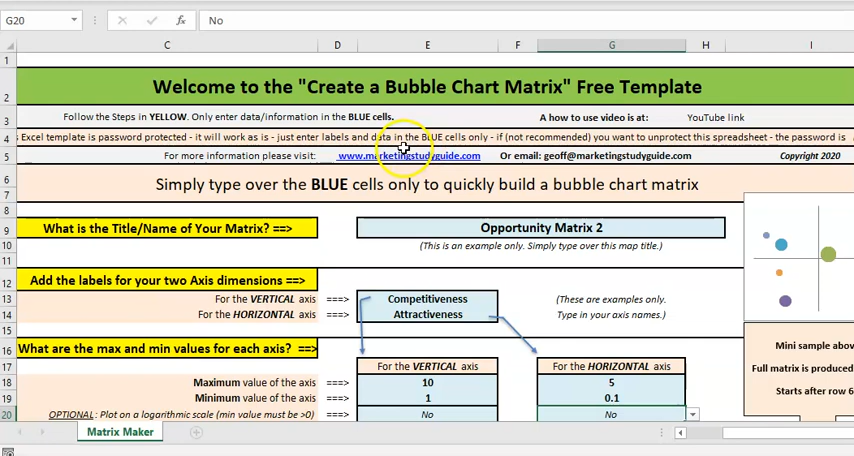 G20 No
C D E F G H I
1
2 Welcome to the "Create a Bubble Chart Matrix" Free Template
3 Follow the Steps in YELLOW. Only enter data/information in the BLUE cells. A how to use video is at: YouTube link
4 s Excel template is password protected - it will work as is - just enter labels and data in the BLUE cells only - if (not recommended) you want to unprotect this spreadsheet - the password is
5 For more information please visit: www.marketingstudyguide.com Or email: geoff@marketingstudyguide.com Copyright 2020
6 Simply type over the BLUE cells only to quickly build a bubble chart matrix
7
8
9 What is the Title/Name of Your Matrix? ==> Opportunity Matrix 2
10 (This is an example only. Simply type over this map title.)
11
12 Add the labels for your two Axis dimensions ==>
13 For the VERTICAL axis ===> Competitiveness (These are examples only.
14 For the HORIZONTAL axis ===> Attractiveness Type in your axis names.)
15
16 What are the max and min values for each axis? ==> Mini sample abov
17 For the VERTICAL axis For the HORIZONTAL axis Full matrix is produced
18 Maximum value of the axis ===> 10 5
19 Minimum value of the axis ===> 1 0.1 Starts after row 6
20 OPTIONAL: Plot on a logarithmic scale (min value must be >0) ===> No No
Matrix Maker